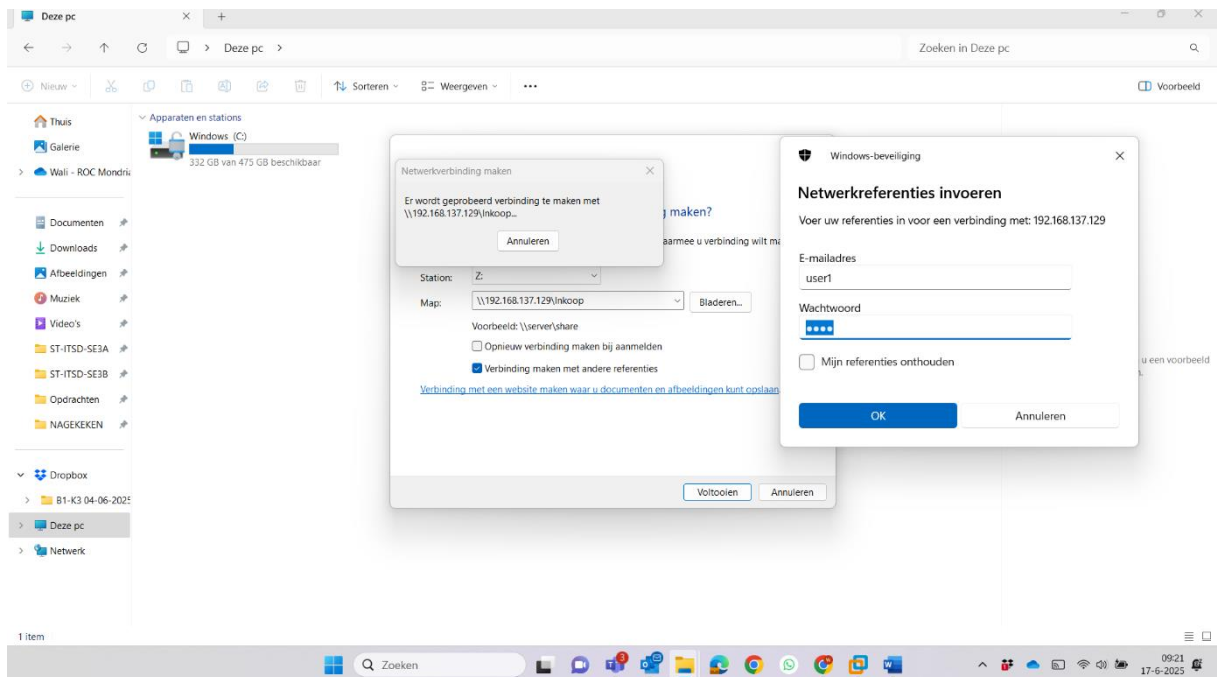 Deze pc
Deze pc
Zoeken in Deze pc
Nieuw
Sorteren
Weergeven
Voorbeeld
Thuis
Galerie
Wali - ROC Mondri
Documenten
Downloads
Afbeeldingen
Muziek
Video's
ST-ITSD-SE3A
ST-ITSD-SE3B
Opdrachten
NAGEKEKEN
Dropbox
B1-K3 04-06-2025
Deze pc
Netwerk
Apparaten en stations
Windows (C:)
332 GB van 475 GB beschikbaar
Netwerkverbinding maken
Er wordt geprobeerd verbinding te maken met
\\192.168.137.129\Inkoop...
Annuleren
g maken?
aarmee u verbinding wilt ma
Station: Z:
Map: \\192.168.137.129\Inkoop Bladeren...
Voorbeeld: \\server\share
Opnieuw verbinding maken bij aanmelden
Verbinding maken met andere referenties
Verbinding met een website maken waar u documenten en afbeeldingen kunt opslaan
Voltooien Annuleren
Windows-beveiliging
Netwerkreferenties invoeren
Voer uw referenties in voor een verbinding met: 192.168.137.129
E-mailadres
user1
Wachtwoord
••••
Mijn referenties onthouden
OK Annuleren
u een voorbeeld
1 item
Zoeken
3
09:21
17-6-2025